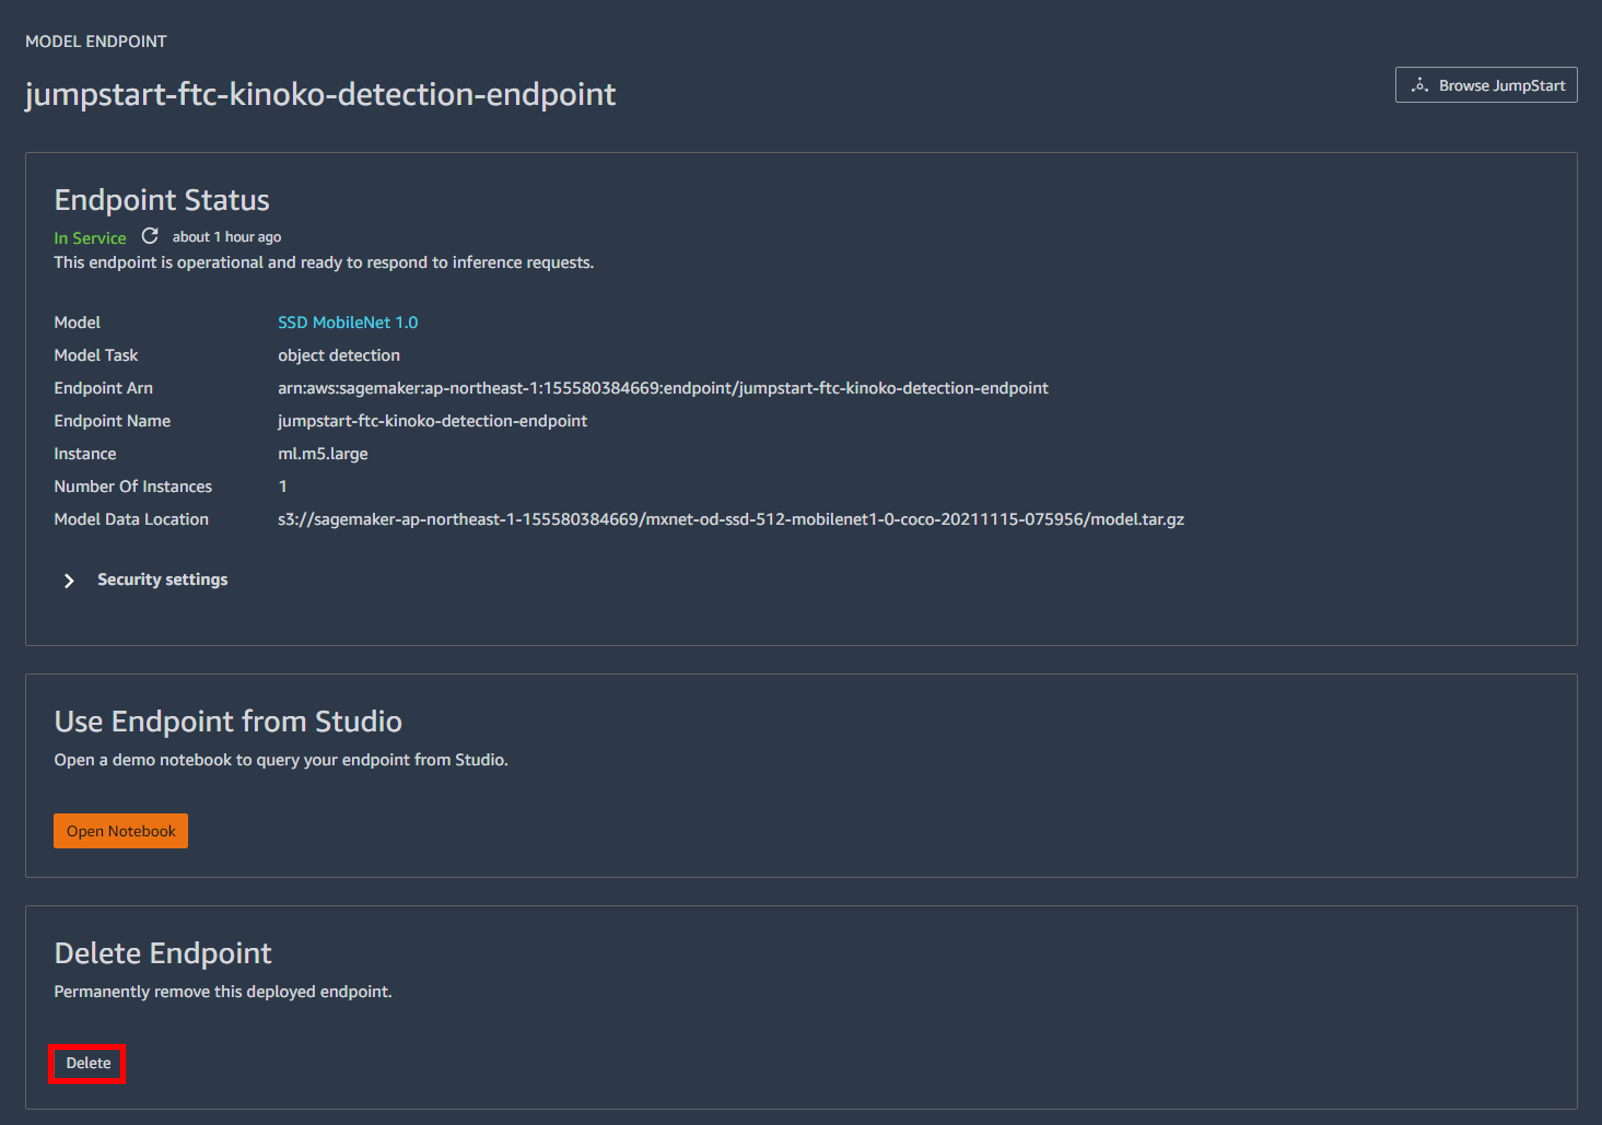 MODEL ENDPOINT
jumpstart-ftc-kinoko-detection-endpoint
Browse JumpStart
Endpoint Status
In Service about 1 hour ago
This endpoint is operational and ready to respond to inference requests.
Model SSD MobileNet 1.0
Model Task object detection
Endpoint Arn arn:aws:sagemaker:ap-northeast-1:155580384669:endpoint/jumpstart-ftc-kinoko-detection-endpoint
Endpoint Name jumpstart-ftc-kinoko-detection-endpoint
Instance ml.m5.large
Number Of Instances 1
Model Data Location s3://sagemaker-ap-northeast-1-155580384669/mxnet-od-ssd-512-mobilenet1-0-coco-20211115-075956/model.tar.gz
Security settings
Use Endpoint from Studio
Open a demo notebook to query your endpoint from Studio.
Open Notebook
Delete Endpoint
Permanently remove this deployed endpoint.
Delete